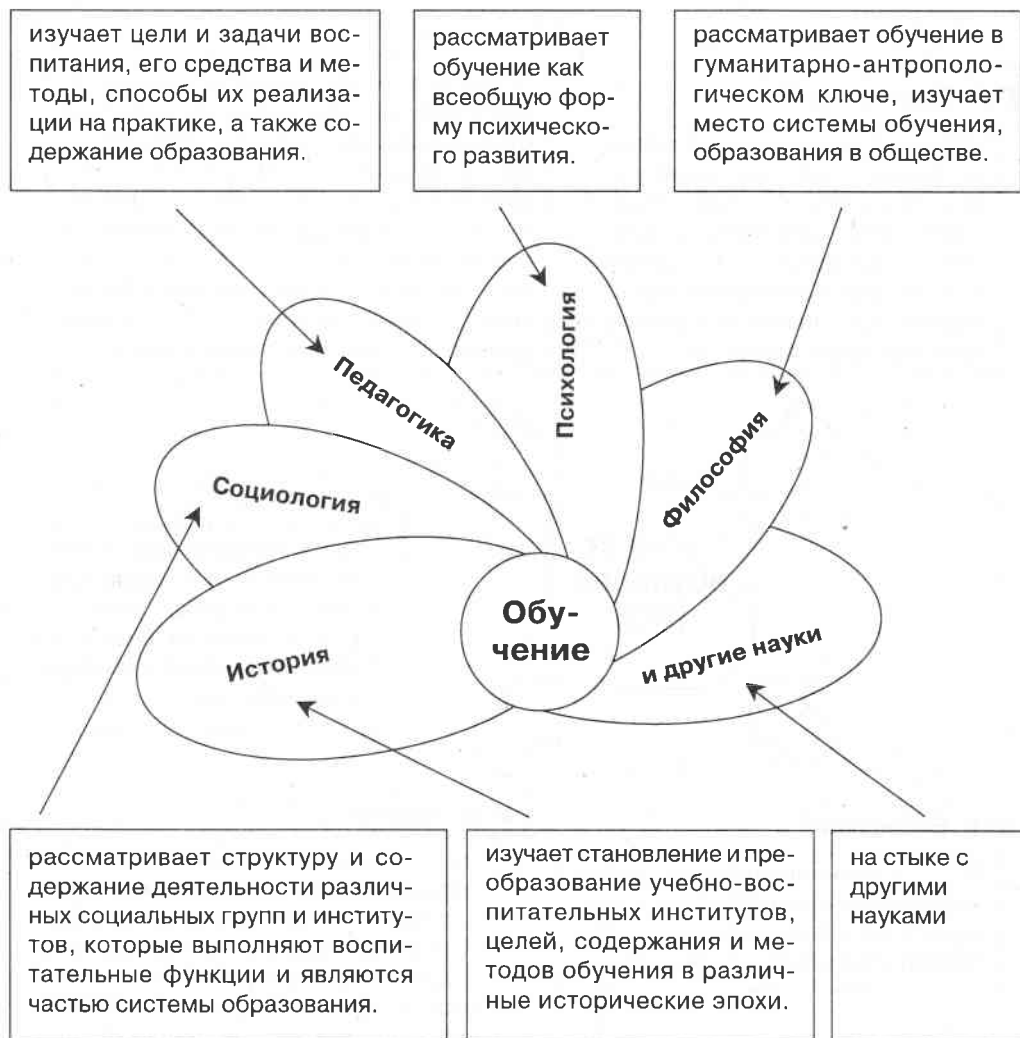 изучает цели и задачи вос-
питания, его средства и ме-
тоды, способы их реализа-
ции на практике, а также со-
держание образования.
рассматривает
обучение как
всеобщую фор-
му психическо-
го развития.
рассматривает обучение в
гуманитарно-антрополо-
гическом ключе, изучает
место системы обучения,
образования в обществе.
Психология
Педагогика
Философия
Социология
Обу-
чение
История
и другие науки
рассматривает структуру и со-
держание деятельности различ-
ных социальных групп и институ-
тов, которые выполняют воспи-
тательные функции и являются
частью системы образования.
изучает становление и пре-
образование учебно-вос-
питательных институтов,
целей, содержания и ме-
тодов обучения в различ-
ные исторические эпохи.
на стыке с
другими
науками